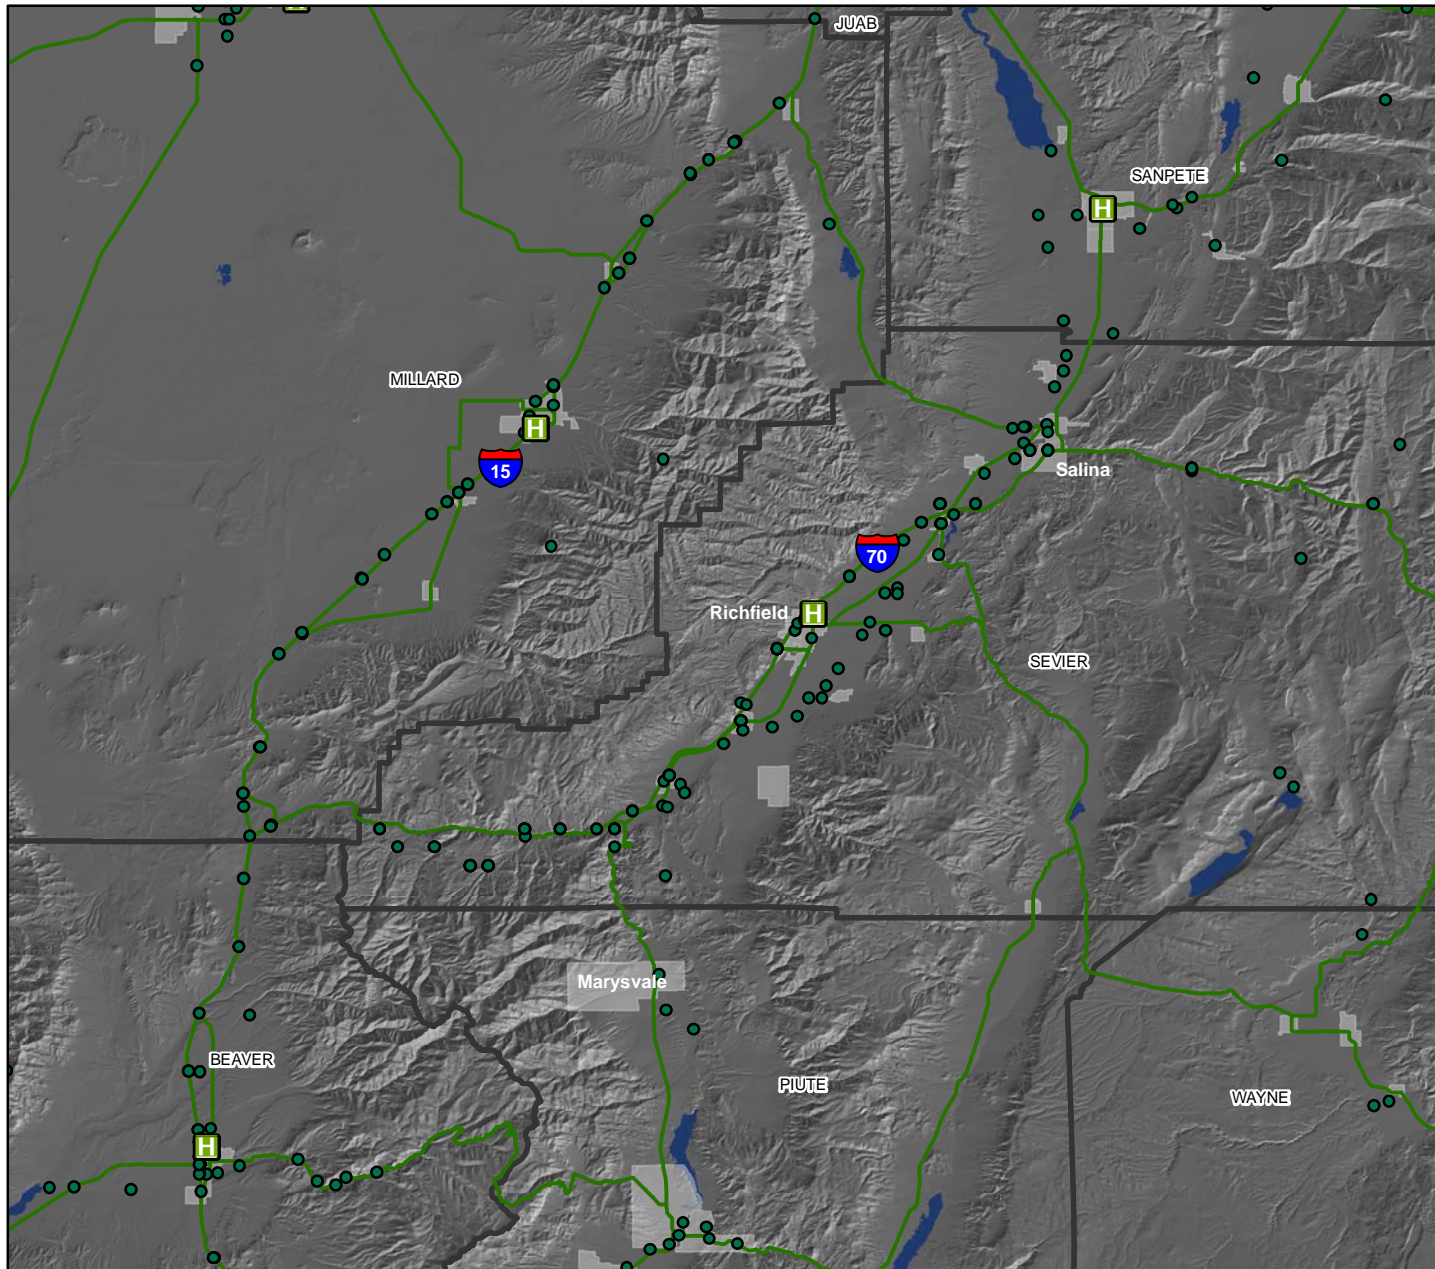 JUAB
SANPETE
H
MILLARD
H
15
Salina
70
Richfield
H
SEVIER
Marysvale
BEAVER
PIUTE
WAYNE
H